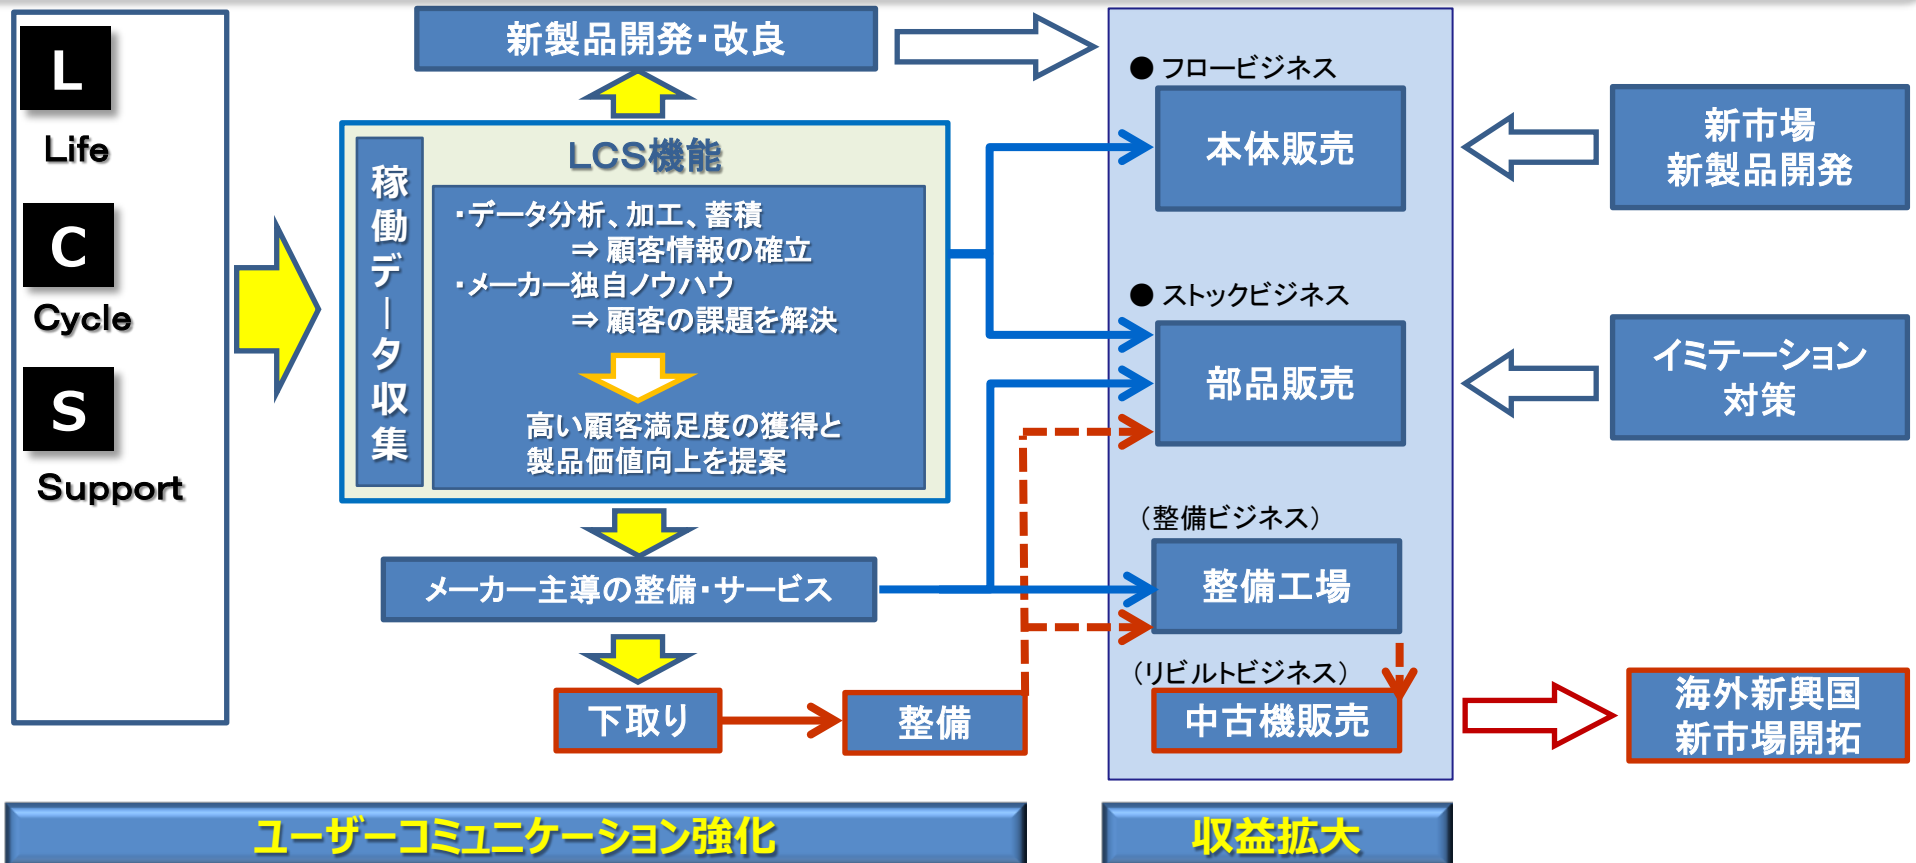 L
Life
C
Cycle
S
Support
新製品開発・改良
稼働データ収集
LCS機能
・データ分析、加工、蓄積
⇒ 顧客情報の確立
・メーカー独自ノウハウ
⇒ 顧客の課題を解決
高い顧客満足度の獲得と
製品価値向上を提案
メーカー主導の整備・サービス
下取り
整備
● フロービジネス
本体販売
● ストックビジネス
部品販売
（整備ビジネス）
整備工場
（リビルトビジネス）
中古機販売
新市場
新製品開発
イミテーション
対策
海外新興国
新市場開拓
ユーザーコミュニケーション強化
収益拡大